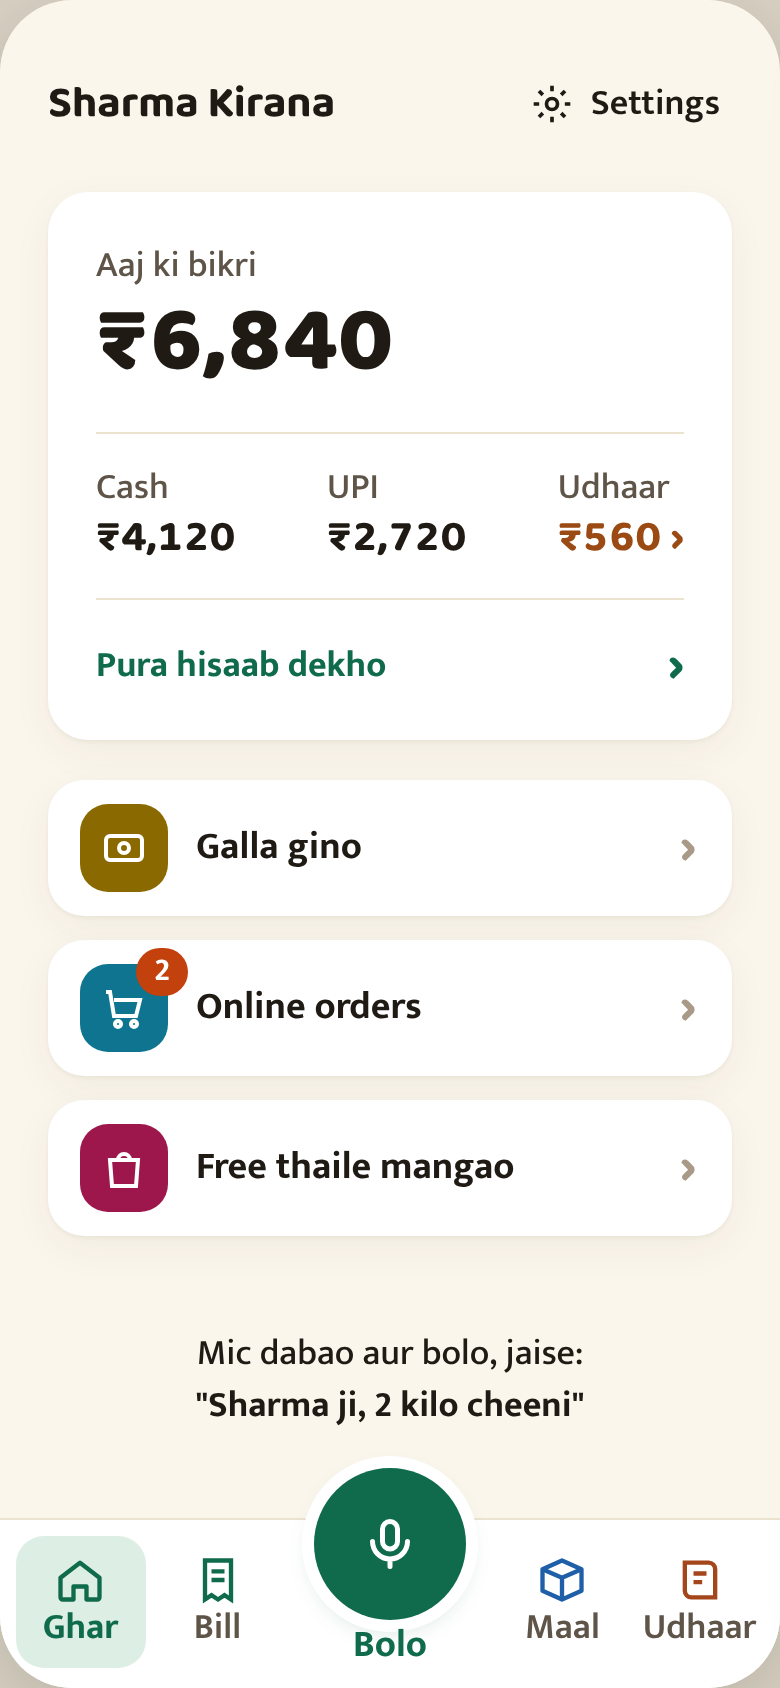 Sharma Kirana
Settings
Aaj ki bikri
₹6,840
Cash UPI Udhaar
₹4,120 ₹2,720 ₹560 ›
Pura hisaab dekho ›
Galla gino ›
2
Online orders ›
Free thaile mangao ›
Mic dabao aur bolo, jaise:
"Sharma ji, 2 kilo cheeni"
Ghar Bill Bolo Maal Udhaar